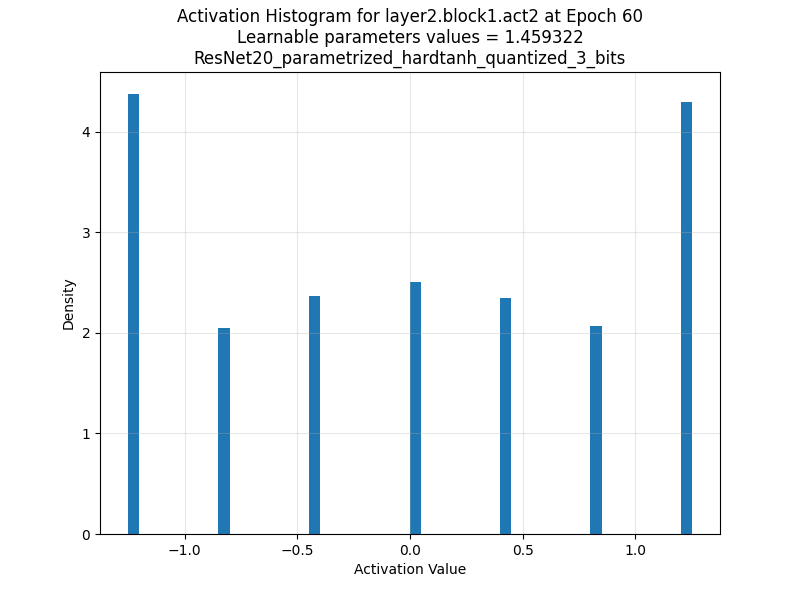 Activation Histogram for layer2.block1.act2 at Epoch 60
Learnable parameters values = 1.459322
ResNet20_parametrized_hardtanh_quantized_3_bits
Density
4
3
2
1
0
−1.0 −0.5 0.0 0.5 1.0
Activation Value